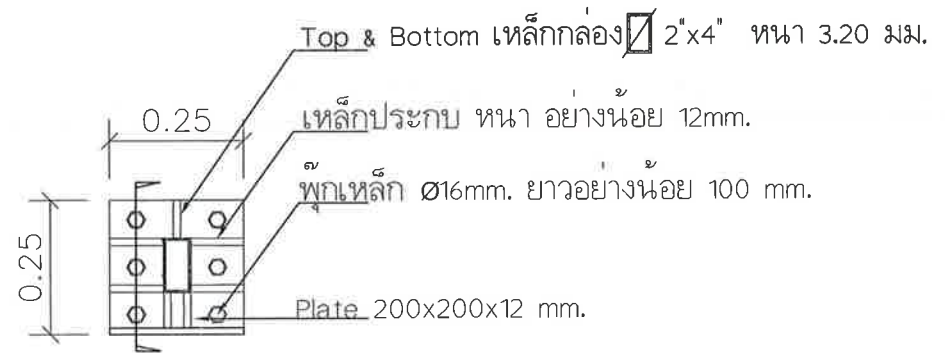 Top & Bottom เหล็กกล่อง 2"x4" หนา 3.20 มม.
0.25
เหล็กประกบ หนา อย่างน้อย 12mm.
พุ๊กเหล็ก Ø16mm. ยาวอย่างน้อย 100 mm.
0.25
Plate 200x200x12 mm.